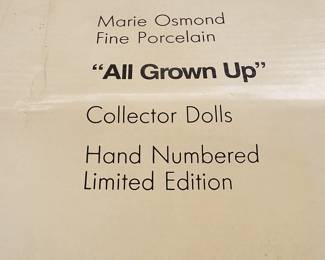 Marie Osmond
Fine Porcelain
“All Grown Up”
Collector Dolls
Hand Numbered
Limited Edition